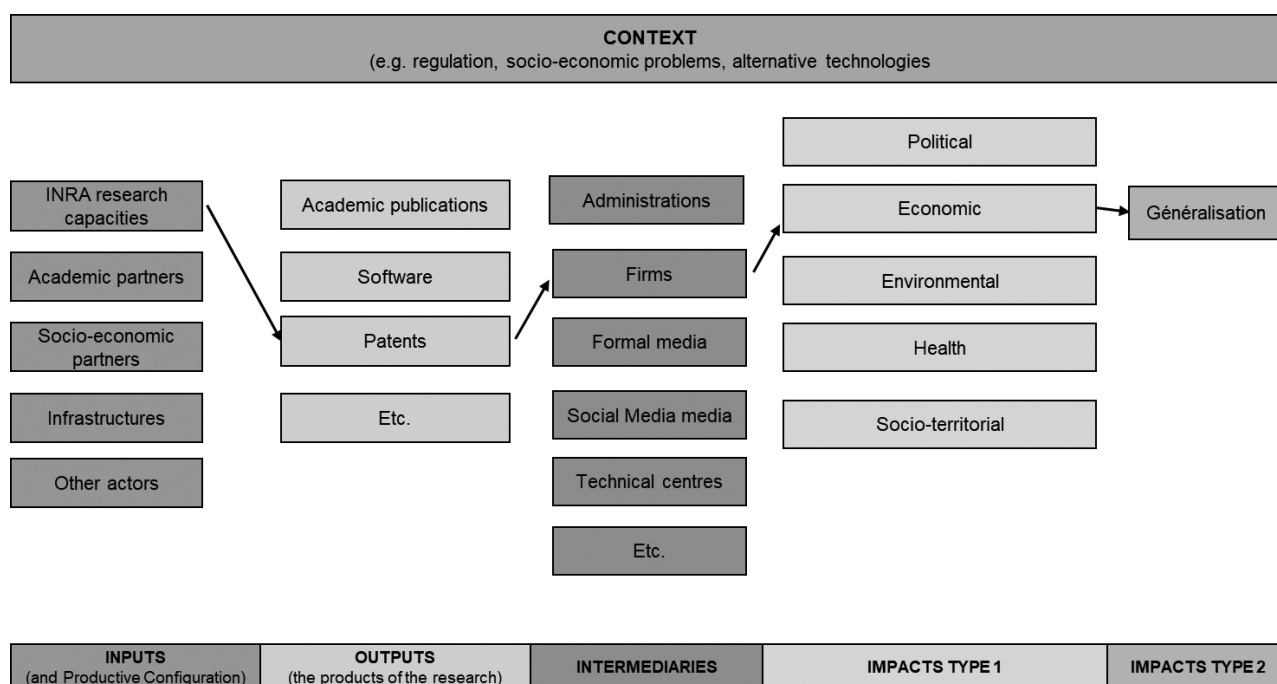 CONTEXT
(e.g. regulation, socio-economic problems, alternative technologies
INRA research
capacities
Academic partners
Socio-economic
partners
Infrastructures
Other actors
Academic publications
Software
Patents
Etc.
Administrations
Firms
Formal media
Social Media media
Technical centres
Etc.
Political
Economic
Environmental
Health
Socio-territorial
Généralisation
INPUTS
(and Productive Configuration)
OUTPUTS
(the products of the research)
INTERMEDIARIES
IMPACTS TYPE 1
IMPACTS TYPE 2